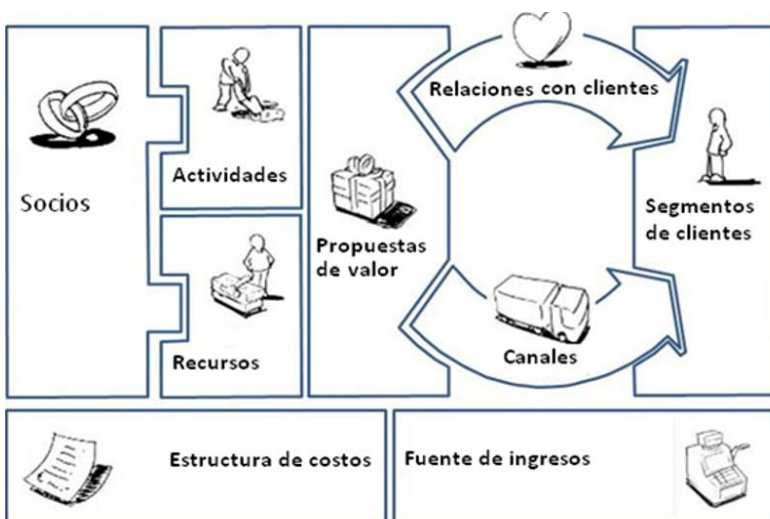 Socios
Actividades
Recursos
Propuestas
de valor
Relaciones con clientes
Canales
Segmentos
de clientes
Estructura de costos
Fuente de ingresos